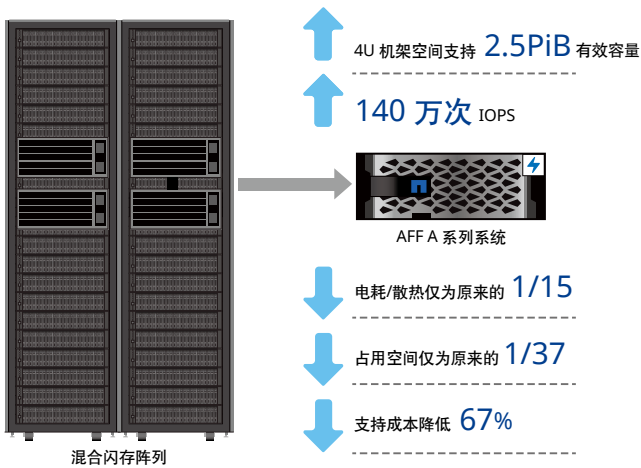 4U 机架空间支持 2.5PiB 有效容量
140 万次 IOPS
AFF A 系列系统
电耗/散热仅为原来的 1/15
占用空间仅为原来的 1/37
支持成本降低 67%
混合闪存阵列